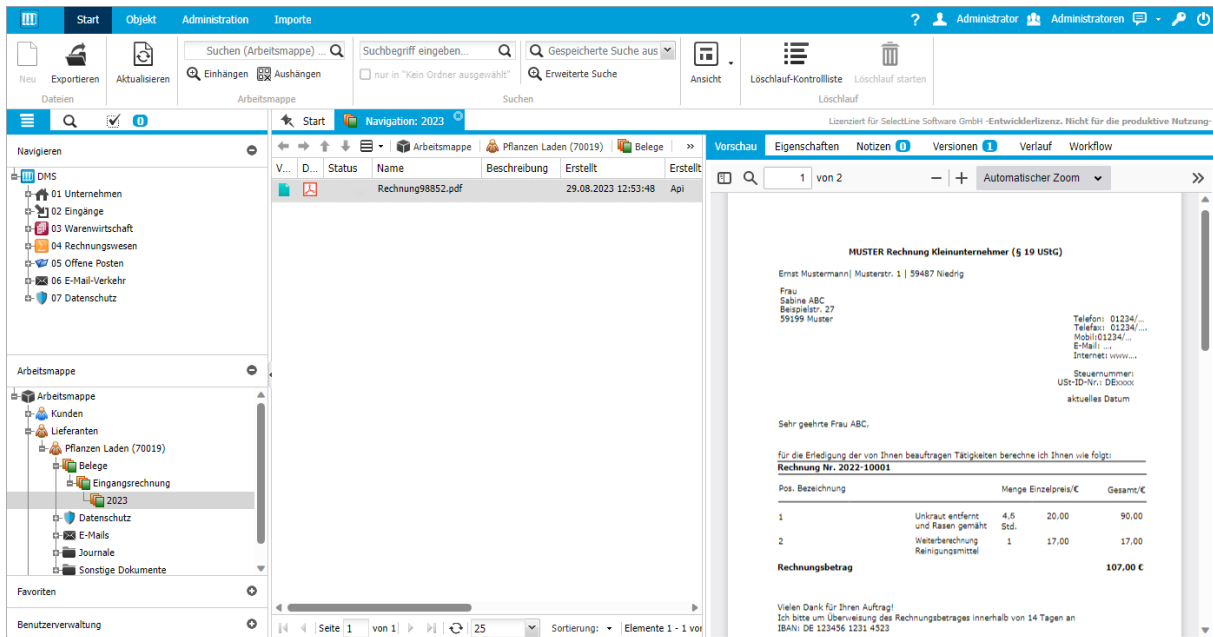 Start Objekt Administration Importe ? Administrator Administratoren
Neu Exportieren Aktualisieren
Dateien
Suchen (Arbeitsmappe) ...
Einhängen Aushängen
Arbeitsmappe
Suchbegriff eingeben... Gespeicherte Suche aus
nur in "Kein Ordner ausgewählt" Erweiterte Suche
Suchen
Ansicht
Löschlauf-Kontrollliste Löschlauf starten
Löschlauf
0
Start Navigation: 2023
Lizenziert für SelectLine Software GmbH -Entwicklerlizenz. Nicht für die produktive Nutzung-
Navigieren
DMS
01 Unternehmen
02 Eingänge
03 Warenwirtschaft
04 Rechnungswesen
05 Offene Posten
06 E-Mail-Verkehr
07 Datenschutz
Arbeitsmappe
Arbeitsmappe
Kunden
Lieferanten
Pflanzen Laden (70019)
Belege
Eingangsrechnung
2023
Datenschutz
E-Mails
Journale
Sonstige Dokumente
Favoriten
Benutzerverwaltung
Arbeitsmappe Pflanzen Laden (70019) Belege »
V... D... Status Name Beschreibung Erstellt Erstellt
Rechnung98852.pdf 29.08.2023 12:53:48 Api
Seite 1 von 1 25 Sortierung: Elemente 1 - 1 vor
Vorschau Eigenschaften Notizen 0 Versionen 1 Verlauf Workflow
1 von 2 Automatischer Zoom
MUSTER Rechnung Kleinunternehmer (§ 19 UStG)
Ernst Mustermann| Musterstr. 1 | 59487 Niedrig
Frau
Sabine ABC
Beispielstr. 27
59199 Muster
Telefon: 01234/...
Telefax: 01234/....
Mobil:01234/...
E-Mail: ....
Internet: www....
Steuernummer:
USt-ID-Nr.: DExxxx
aktuelles Datum
Sehr geehrte Frau ABC,
für die Erledigung der von Ihnen beauftragen Tätigkeiten berechne ich Ihnen wie folgt:
Rechnung Nr. 2022-10001
Pos. Bezeichnung Menge Einzelpreis/€ Gesamt/€
1 Unkraut entfernt 4,5 20,00 90,00
und Rasen gemäht Std.
2 Weiterberechnung 1 17,00 17,00
Reinigungsmittel
Rechnungsbetrag 107,00 €
Vielen Dank für Ihren Auftrag!
Ich bitte um Überweisung des Rechnungsbetrages innerhalb von 14 Tagen an
IBAN: DE 123456 1231 4523